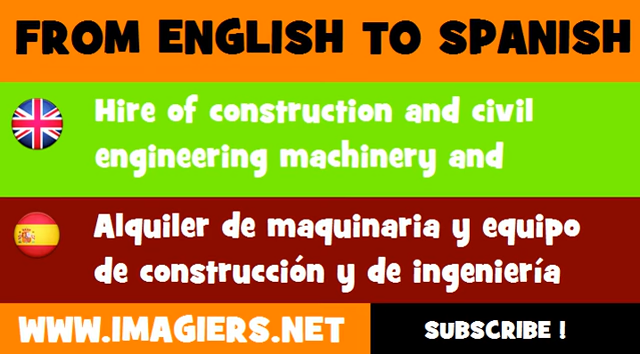 FROM ENGLISH TO SPANISH
Hire of construction and civil
engineering machinery and
Alquiler de maquinaria y equipo
de construcción y de ingeniería
WWW.IMAGIERS.NET
SUBSCRIBE !